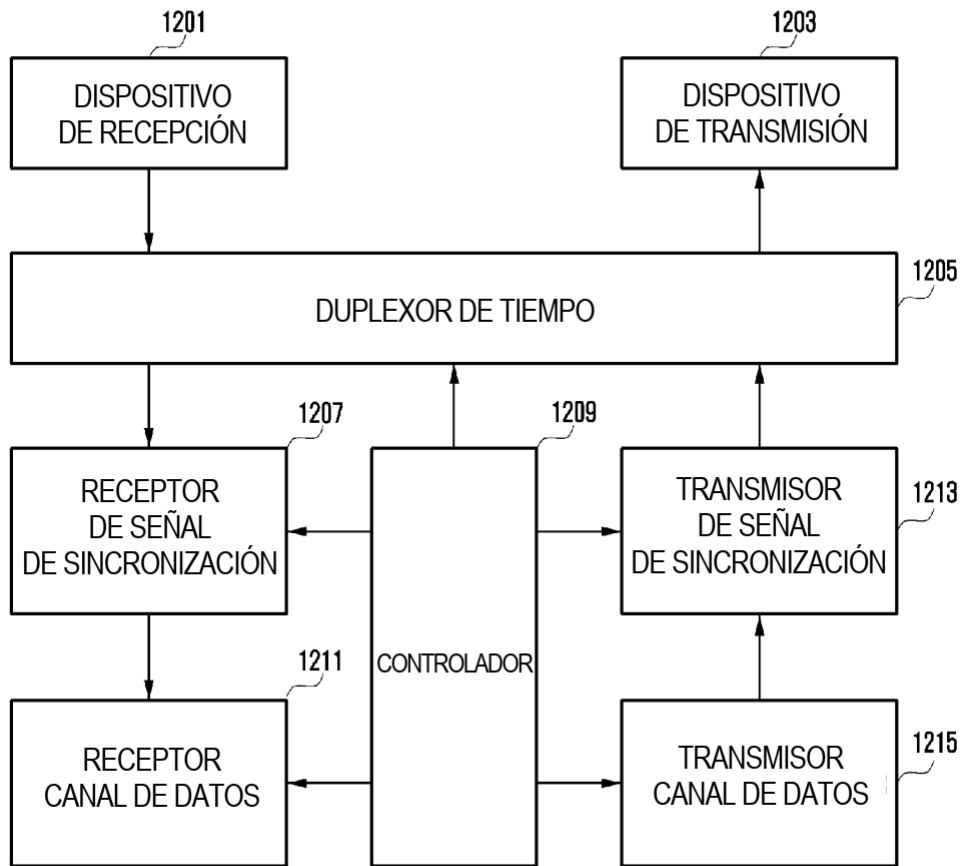 1201
1203
DISPOSITIVO
DE RECEPCIÓN
DISPOSITIVO
DE TRANSMISIÓN
1205
DUPLEXOR DE TIEMPO
1207
1209
RECEPTOR
DE SEÑAL
DE SINCRONIZACIÓN
TRANSMISOR
DE SEÑAL
DE SINCRONIZACIÓN
1213
CONTROLADOR
1211
RECEPTOR
CANAL DE DATOS
TRANSMISOR
CANAL DE DATOS
1215